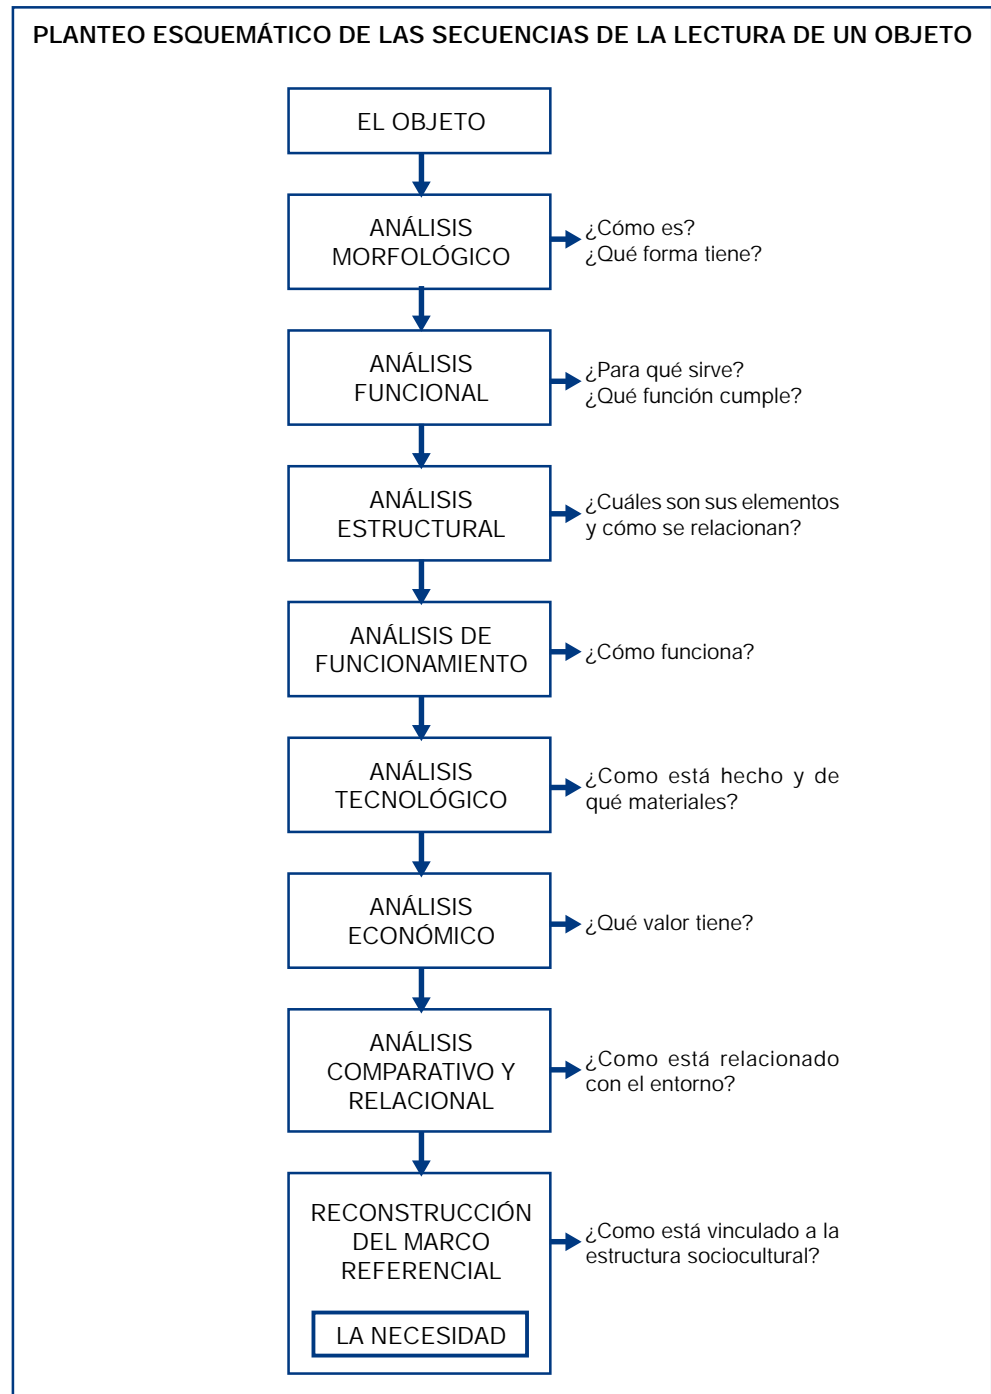 PLANTEO ESQUEMÁTICO DE LAS SECUENCIAS DE LA LECTURA DE UN OBJETO
EL OBJETO
ANÁLISIS
MORFOLÓGICO
¿Cómo es?
¿Qué forma tiene?
ANÁLISIS
FUNCIONAL
¿Para qué sirve?
¿Qué función cumple?
ANÁLISIS
ESTRUCTURAL
¿Cuáles son sus elementos
y cómo se relacionan?
ANÁLISIS DE
FUNCIONAMIENTO
¿Cómo funciona?
ANÁLISIS
TECNOLÓGICO
¿Como está hecho y de
qué materiales?
ANÁLISIS
ECONÓMICO
¿Qué valor tiene?
ANÁLISIS
COMPARATIVO Y
RELACIONAL
¿Como está relacionado
con el entorno?
RECONSTRUCCIÓN
DEL MARCO
REFERENCIAL
¿Como está vinculado a la
estructura sociocultural?
LA NECESIDAD